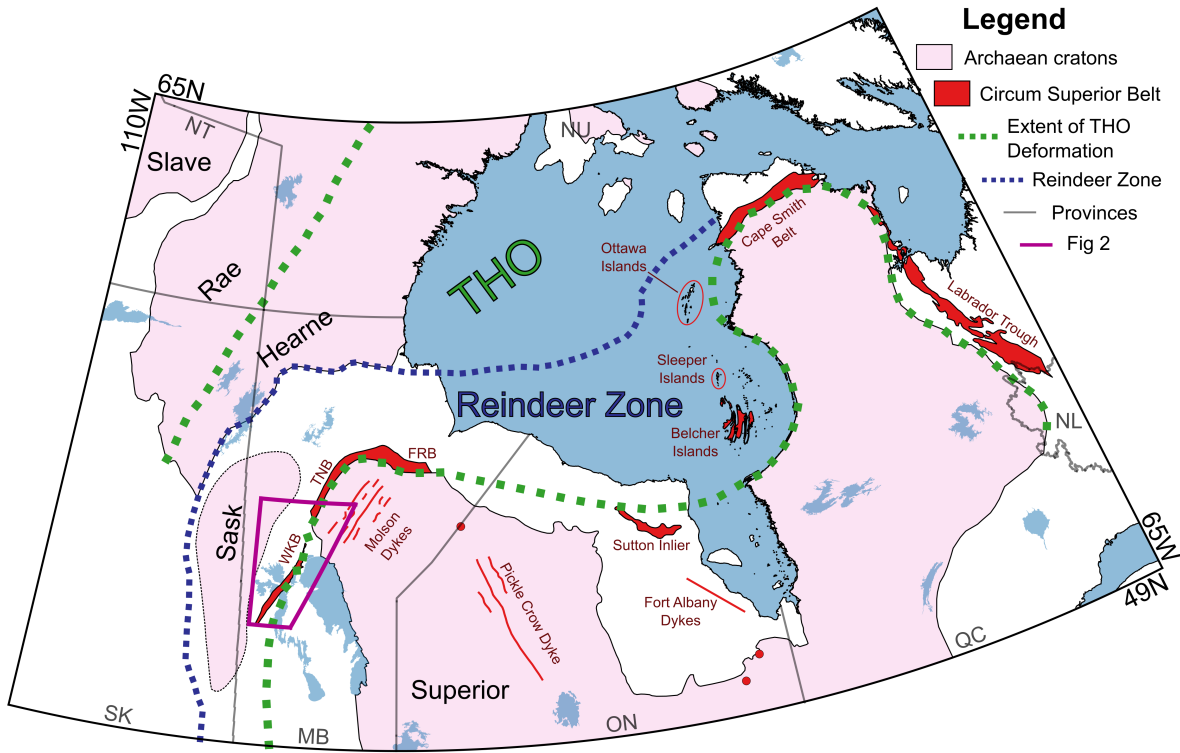 Legend
Archaean cratons
Circum Superior Belt
Extent of THO
Deformation
Reindeer Zone
Provinces
Fig 2
65N
110W
NT
Slave
NU
Rae
Hearne
THO
Ottawa
Islands
Cape Smith
Belt
Labrador Trough
Sleeper
Islands
Reindeer Zone
Belcher
Islands
NL
FRB
TNB
Sask
WKB
Molson
Dykes
Sutton Inlier
Pickle Crow Dyke
Fort Albany
Dykes
65W
49N
Superior
QC
ON
SK
MB